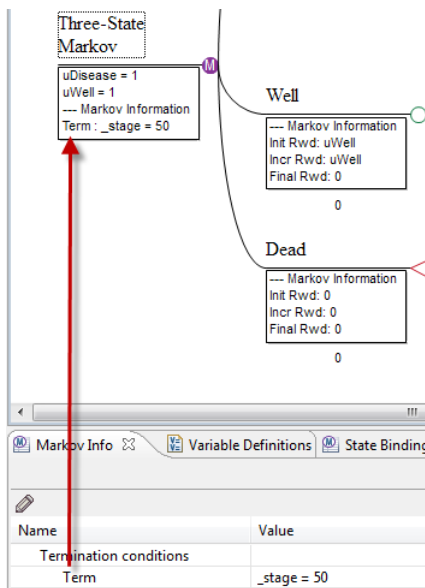 Three-State
Markov
uDisease = 1
uWell = 1
--- Markov Information
Term : _stage = 50
M
Well
--- Markov Information
Init Rwd: uWell
Incr Rwd: uWell
Final Rwd: 0
0
Dead
--- Markov Information
Init Rwd: 0
Incr Rwd: 0
Final Rwd: 0
0
Markov Info Variable Definitions State Binding
Name Value
Termination conditions
Term _stage = 50